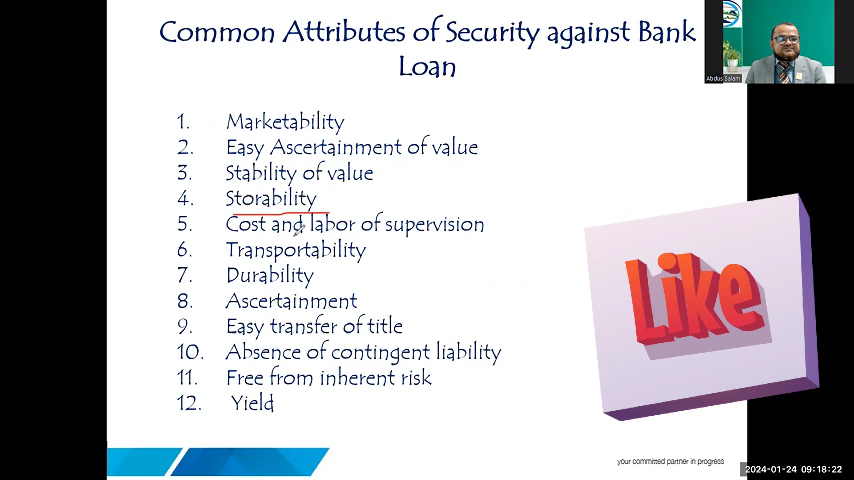 Common Attributes of Security against Bank
Loan
Abdus Salam
1. Marketability
2. Easy Ascertainment of value
3. Stability of value
4. Storability
5. Cost and labor of supervision
6. Transportability
7. Durability
8. Ascertainment
9. Easy transfer of title
10. Absence of contingent liability
11. Free from inherent risk
12. Yield
Like
your committed partner in progress
2024-01-24 09:18:22